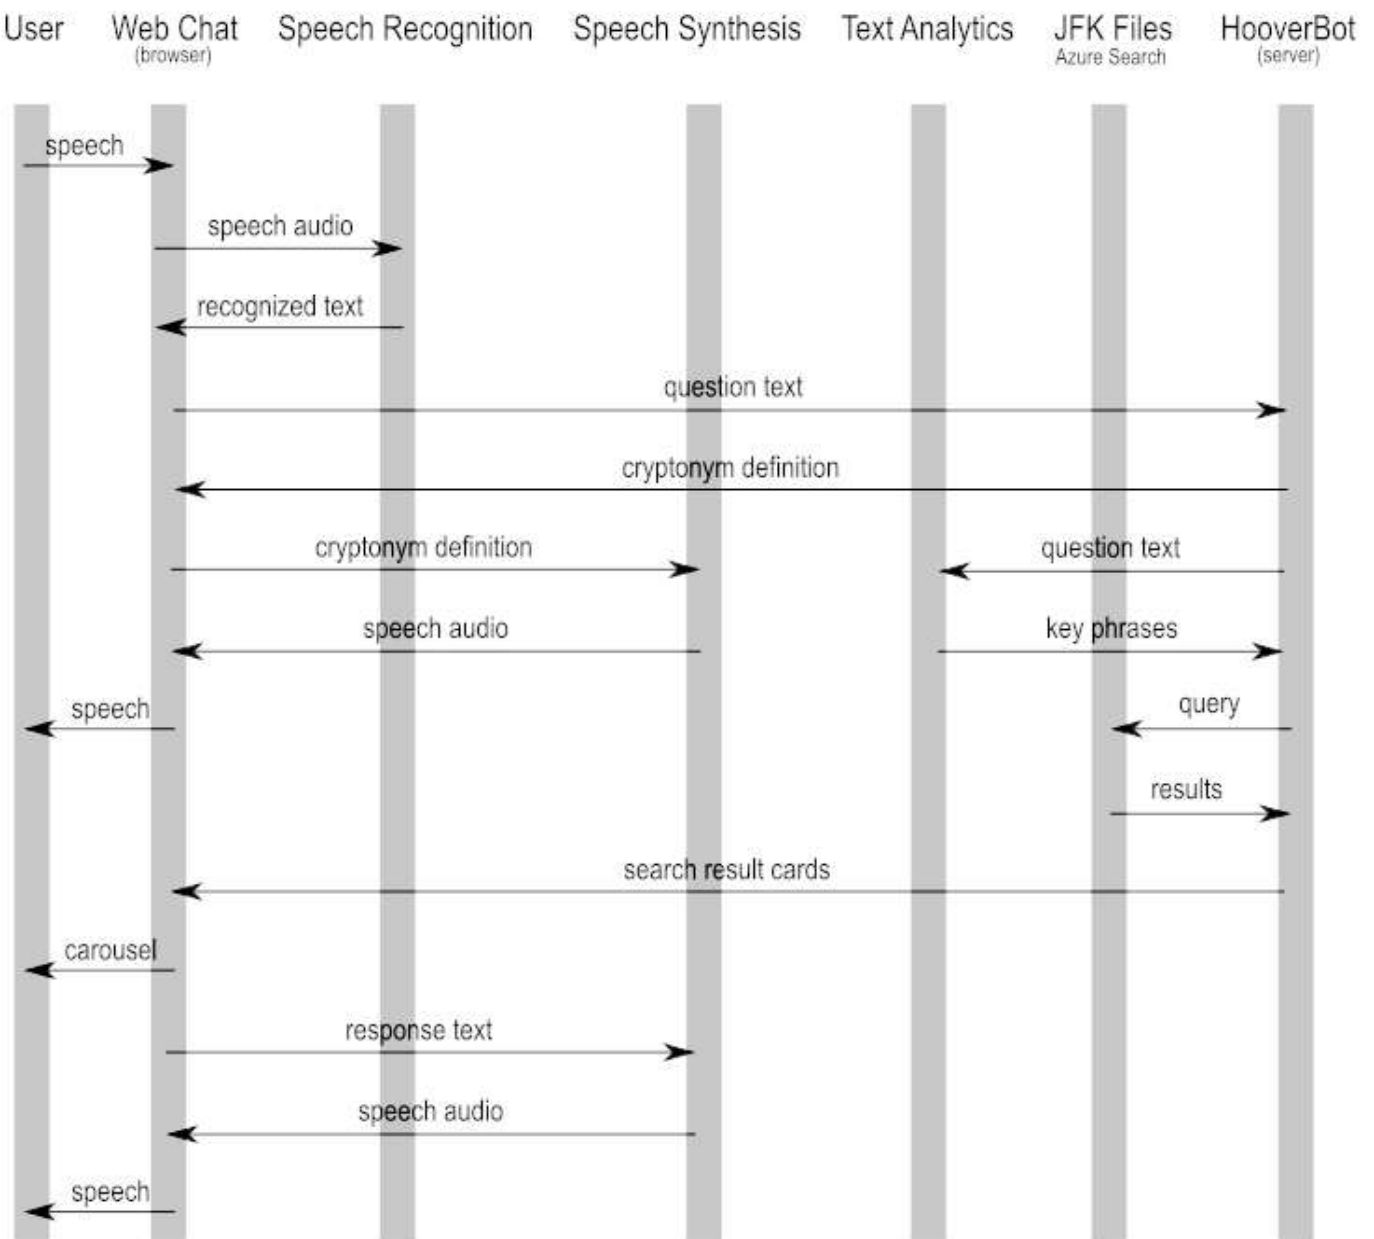 User Web Chat Speech Recognition Speech Synthesis Text Analytics JFK Files HooverBot
(browser) Azure Search (server)
speech
speech audio
recognized text
question text
cryptonym definition
cryptonym definition question text
speech audio key phrases
speech query
results
search result cards
carousel
response text
speech audio
speech